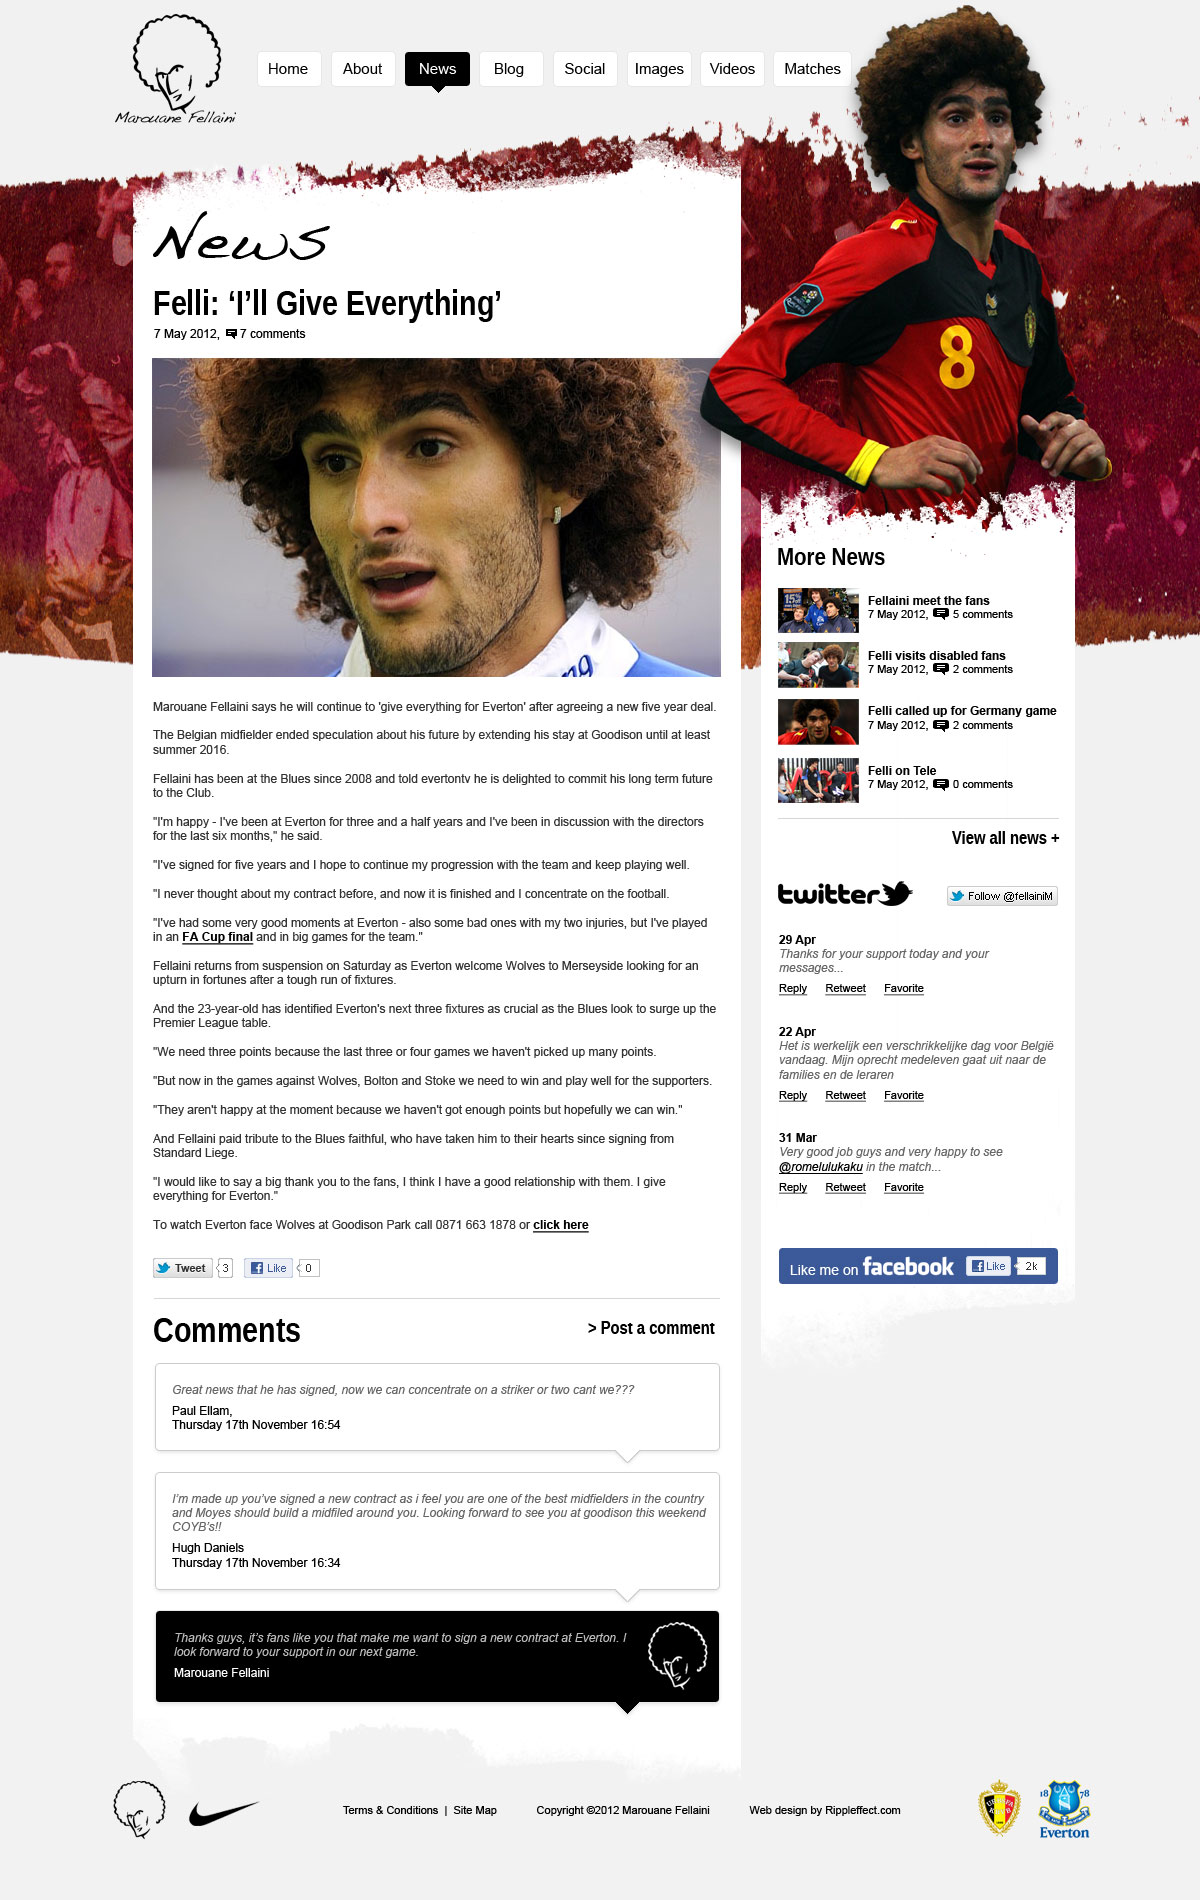 Marouane Fellaini
Home
About
News
Blog
Social
Images
Videos
Matches
News
Felli: ‘I’ll Give Everything’
7 May 2012, 7 comments
8
Marouane Fellaini says he will continue to 'give everything for Everton' after agreeing a new five year deal.
The Belgian midfielder ended speculation about his future by extending his stay at Goodison until at least
summer 2016.
Fellaini has been at the Blues since 2008 and told evertontv he is delighted to commit his long term future
to the Club.
"I'm happy - I've been at Everton for three and a half years and I've been in discussion with the directors
for the last six months," he said.
"I've signed for five years and I hope to continue my progression with the team and keep playing well.
"I never thought about my contract before, and now it is finished and I concentrate on the football.
"I've had some very good moments at Everton - also some bad ones with my two injuries, but I've played
in an FA Cup final and in big games for the team."
Fellaini returns from suspension on Saturday as Everton welcome Wolves to Merseyside looking for an
upturn in fortunes after a tough run of fixtures.
And the 23-year-old has identified Everton's next three fixtures as crucial as the Blues look to surge up the
Premier League table.
"We need three points because the last three or four games we haven't picked up many points.
"But now in the games against Wolves, Bolton and Stoke we need to win and play well for the supporters.
"They aren't happy at the moment because we haven't got enough points but hopefully we can win."
And Fellaini paid tribute to the Blues faithful, who have taken him to their hearts since signing from
Standard Liege.
"I would like to say a big thank you to the fans, I think I have a good relationship with them. I give
everything for Everton."
To watch Everton face Wolves at Goodison Park call 0871 663 1878 or click here
Tweet 3 Like 0
Comments
> Post a comment
Great news that he has signed, now we can concentrate on a striker or two cant we???
Paul Ellam,
Thursday 17th November 16:54
I’m made up you’ve signed a new contract as i feel you are one of the best midfielders in the country
and Moyes should build a midfiled around you. Looking forward to see you at goodison this weekend
COYB’s!!
Hugh Daniels
Thursday 17th November 16:34
Thanks guys, it’s fans like you that make me want to sign a new contract at Everton. I
look forward to your support in our next game.
Marouane Fellaini
More News
15%
Fellaini meet the fans
7 May 2012, 5 comments
Felli visits disabled fans
7 May 2012, 2 comments
Felli called up for Germany game
7 May 2012, 2 comments
Felli on Tele
7 May 2012, 0 comments
View all news +
twitter
Follow @fellainiM
29 Apr
Thanks for your support today and your
messages...
Reply Retweet Favorite
22 Apr
Het is werkelijk een verschrikkelijke dag voor België
vandaag. Mijn oprecht medeleven gaat uit naar de
families en de leraren
Reply Retweet Favorite
31 Mar
Very good job guys and very happy to see
@romelulukaku in the match...
Reply Retweet Favorite
Like me on facebook Like 2k
Terms & Conditions | Site Map
Copyright ©2012 Marouane Fellaini
Web design by Rippleffect.com
18 78
Everton